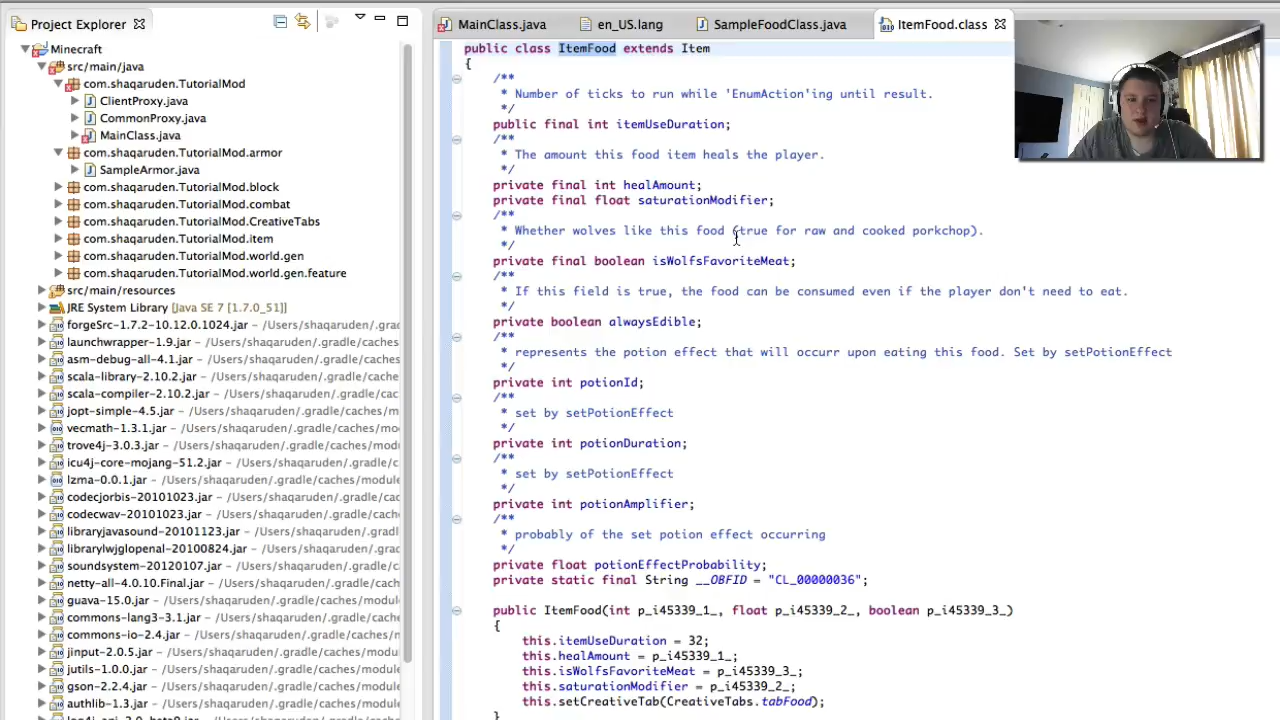 Project Explorer
MainClass.java
en_US.lang
SampleFoodClass.java
ItemFood.class
Minecraft
src/main/java
com.shaqaruden.TutorialMod
ClientProxy.java
CommonProxy.java
MainClass.java
com.shaqaruden.TutorialMod.armor
SampleArmor.java
com.shaqaruden.TutorialMod.block
com.shaqaruden.TutorialMod.combat
com.shaqaruden.TutorialMod.CreativeTabs
com.shaqaruden.TutorialMod.item
com.shaqaruden.TutorialMod.world.gen
com.shaqaruden.TutorialMod.world.gen.feature
src/main/resources
JRE System Library [Java SE 7 [1.7.0_51]]
forgeSrc-1.7.2-10.12.0.1024.jar – /Users/shaqaruden/.grad
launchwrapper-1.9.jar – /Users/shaqaruden/.gradle/caches
asm-debug-all-4.1.jar – /Users/shaqaruden/.gradle/caches
scala-library-2.10.2.jar – /Users/shaqaruden/.gradle/cach
scala-compiler-2.10.2.jar – /Users/shaqaruden/.gradle/ca
jopt-simple-4.5.jar – /Users/shaqaruden/.gradle/caches/m
vecmath-1.3.1.jar – /Users/shaqaruden/.gradle/caches/mo
trove4j-3.0.3.jar – /Users/shaqaruden/.gradle/caches/mod
icu4j-core-mojang-51.2.jar – /Users/shaqaruden/.gradle/
lzma-0.0.1.jar – /Users/shaqaruden/.gradle/caches/modul
codecjorbis-20101023.jar – /Users/shaqaruden/.gradle/ca
codecwav-20101023.jar – /Users/shaqaruden/.gradle/cach
libraryjavasound-20101123.jar – /Users/shaqaruden/.grad
librarylwjglopenal-20100824.jar – /Users/shaqaruden/.gra
soundsystem-20120107.jar – /Users/shaqaruden/.gradle/c
netty-all-4.0.10.Final.jar – /Users/shaqaruden/.gradle/ca
guava-15.0.jar – /Users/shaqaruden/.gradle/caches/modu
commons-lang3-3.1.jar – /Users/shaqaruden/.gradle/cach
commons-io-2.4.jar – /Users/shaqaruden/.gradle/caches/
jinput-2.0.5.jar – /Users/shaqaruden/.gradle/caches/mod
jutils-1.0.0.jar – /Users/shaqaruden/.gradle/caches/modu
gson-2.2.4.jar – /Users/shaqaruden/.gradle/caches/modul
authlib-1.3.jar – /Users/shaqaruden/.gradle/caches/modul
public class ItemFood extends Item
{
/**
* Number of ticks to run while 'EnumAction'ing until result.
*/
public final int itemUseDuration;
/**
* The amount this food item heals the player.
*/
private final int healAmount;
private final float saturationModifier;
/**
* Whether wolves like this food (true for raw and cooked porkchop).
*/
private final boolean isWolfsFavoriteMeat;
/**
* If this field is true, the food can be consumed even if the player don't need to eat.
*/
private boolean alwaysEdible;
/**
* represents the potion effect that will occurr upon eating this food. Set by setPotionEffect
*/
private int potionId;
/**
* set by setPotionEffect
*/
private int potionDuration;
/**
* set by setPotionEffect
*/
private int potionAmplifier;
/**
* probably of the set potion effect occurring
*/
private float potionEffectProbability;
private static final String __OBFID = "CL_00000036";
public ItemFood(int p_i45339_1_, float p_i45339_2_, boolean p_i45339_3_)
{
this.itemUseDuration = 32;
this.healAmount = p_i45339_1_;
this.isWolfsFavoriteMeat = p_i45339_3_;
this.saturationModifier = p_i45339_2_;
this.setCreativeTab(CreativeTabs.tabFood);
}